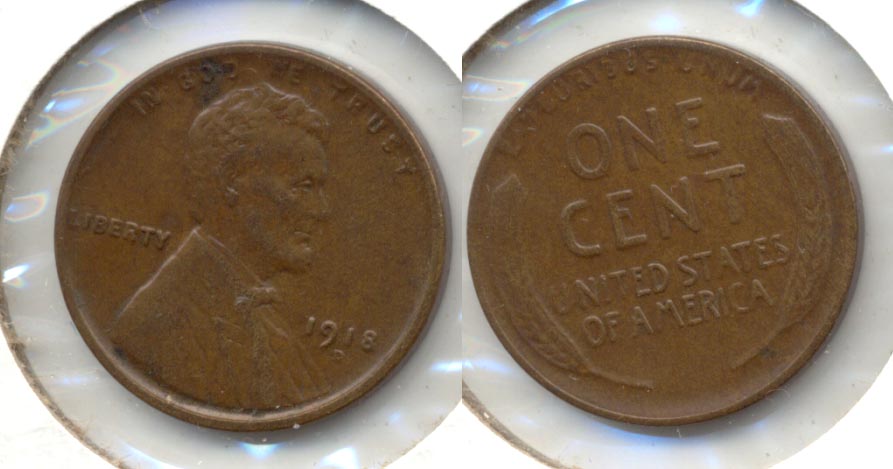 IN GOD WE TRUST
LIBERTY
1918
D
E PLURIBUS UNUM
ONE
CENT
UNITED STATES
OF AMERICA